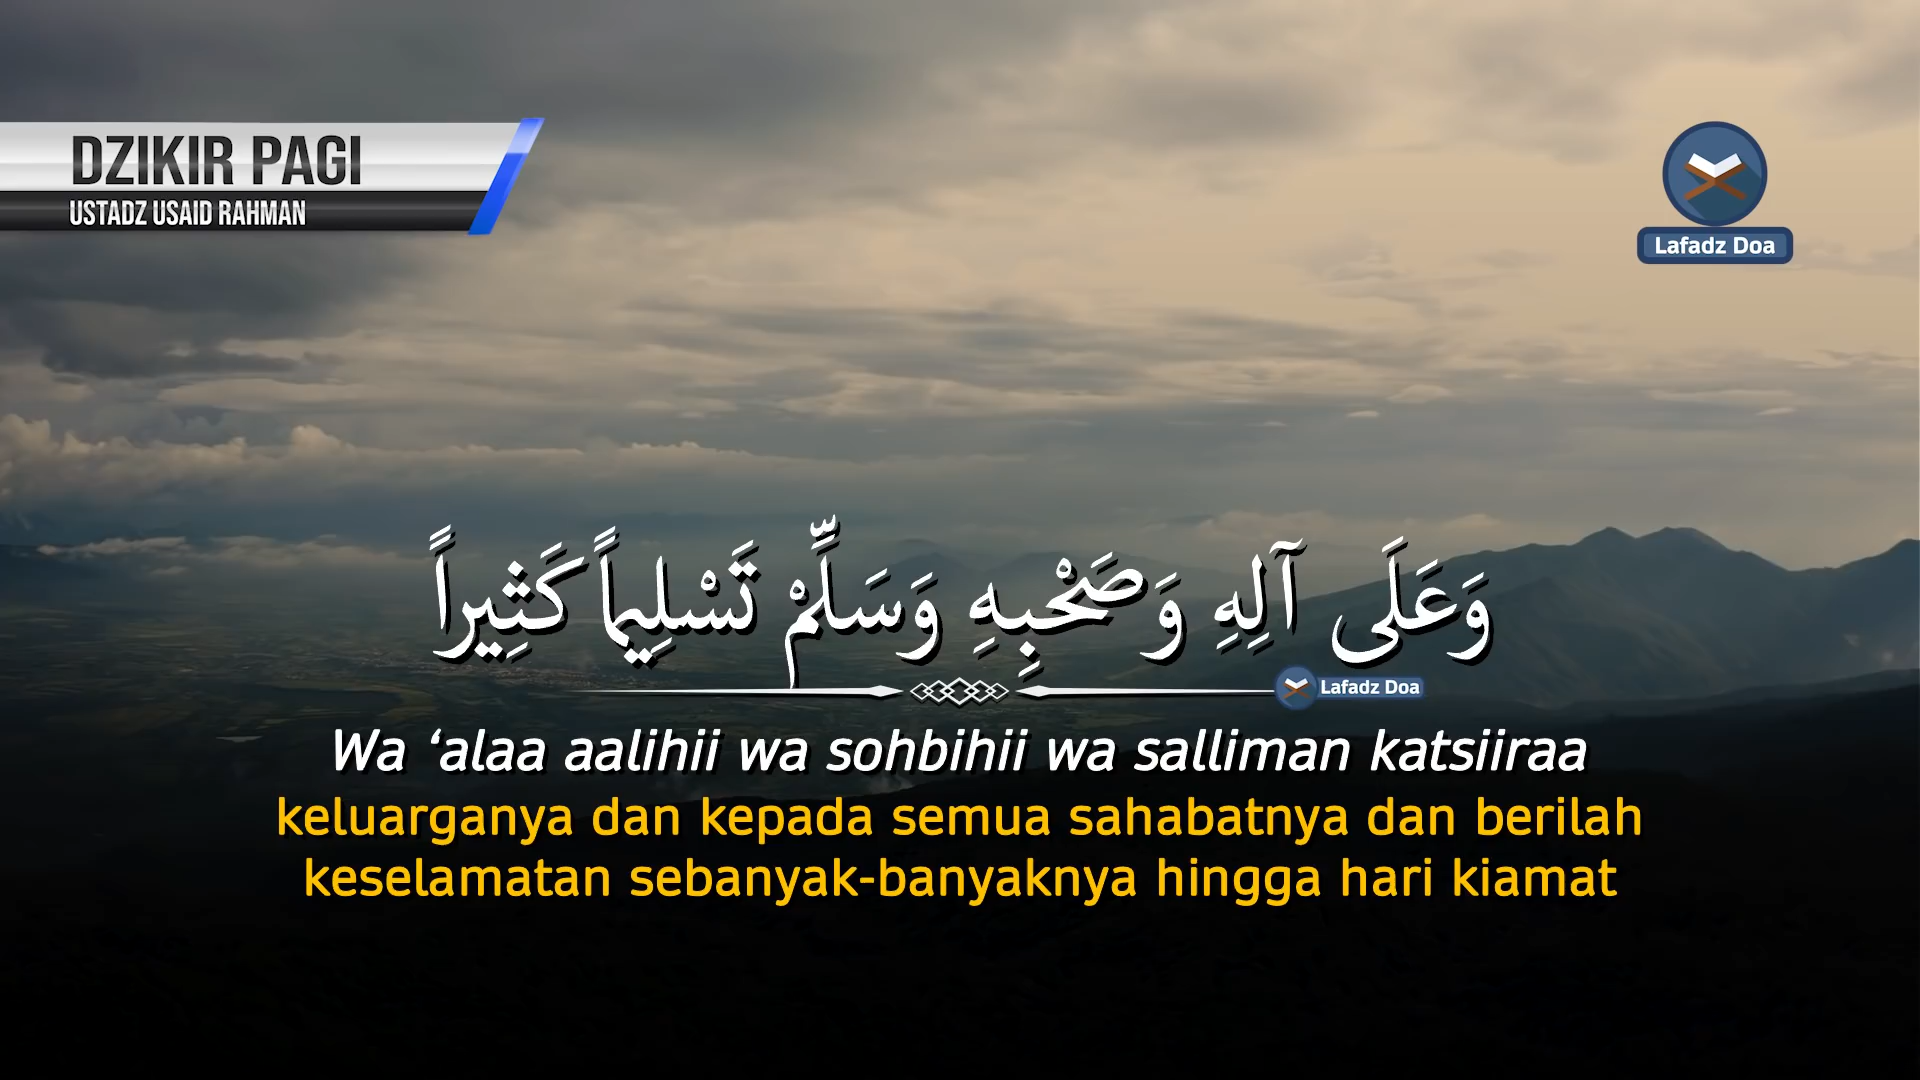 DZIKIR PAGI
USTADZ USAID RAHMAN
Lafadz Doa
وَعَلَى آلِهِ وَصَحْبِهِ وَسَلِّمْ تَسْلِيماً كَثِيراً
Lafadz Doa
Wa ‘alaa aalihii wa sohbihii wa salliman katsiiraa
keluarganya dan kepada semua sahabatnya dan berilah
keselamatan sebanyak-banyaknya hingga hari kiamat